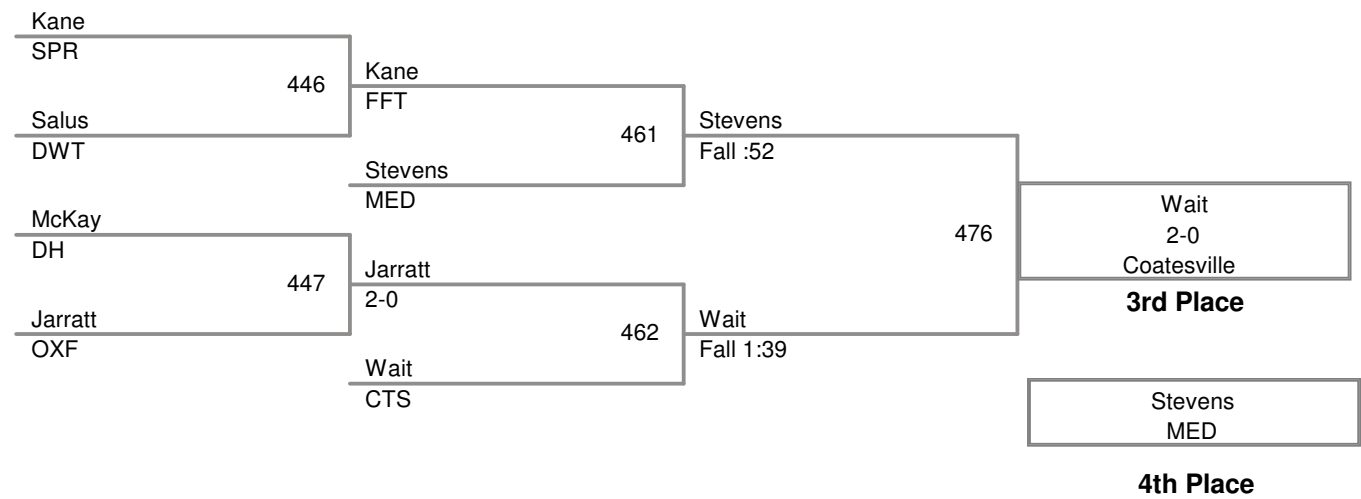 Kane
SPR
446
Kane
FFT
Salus
DWT
461
Stevens
Fall :52
Stevens
MED
McKay
DH
476
Wait
2-0
Coatesville
3rd Place
447
Jarratt
2-0
Jarratt
OXF
462
Wait
Fall 1:39
Wait
CTS
Stevens
MED
4th Place